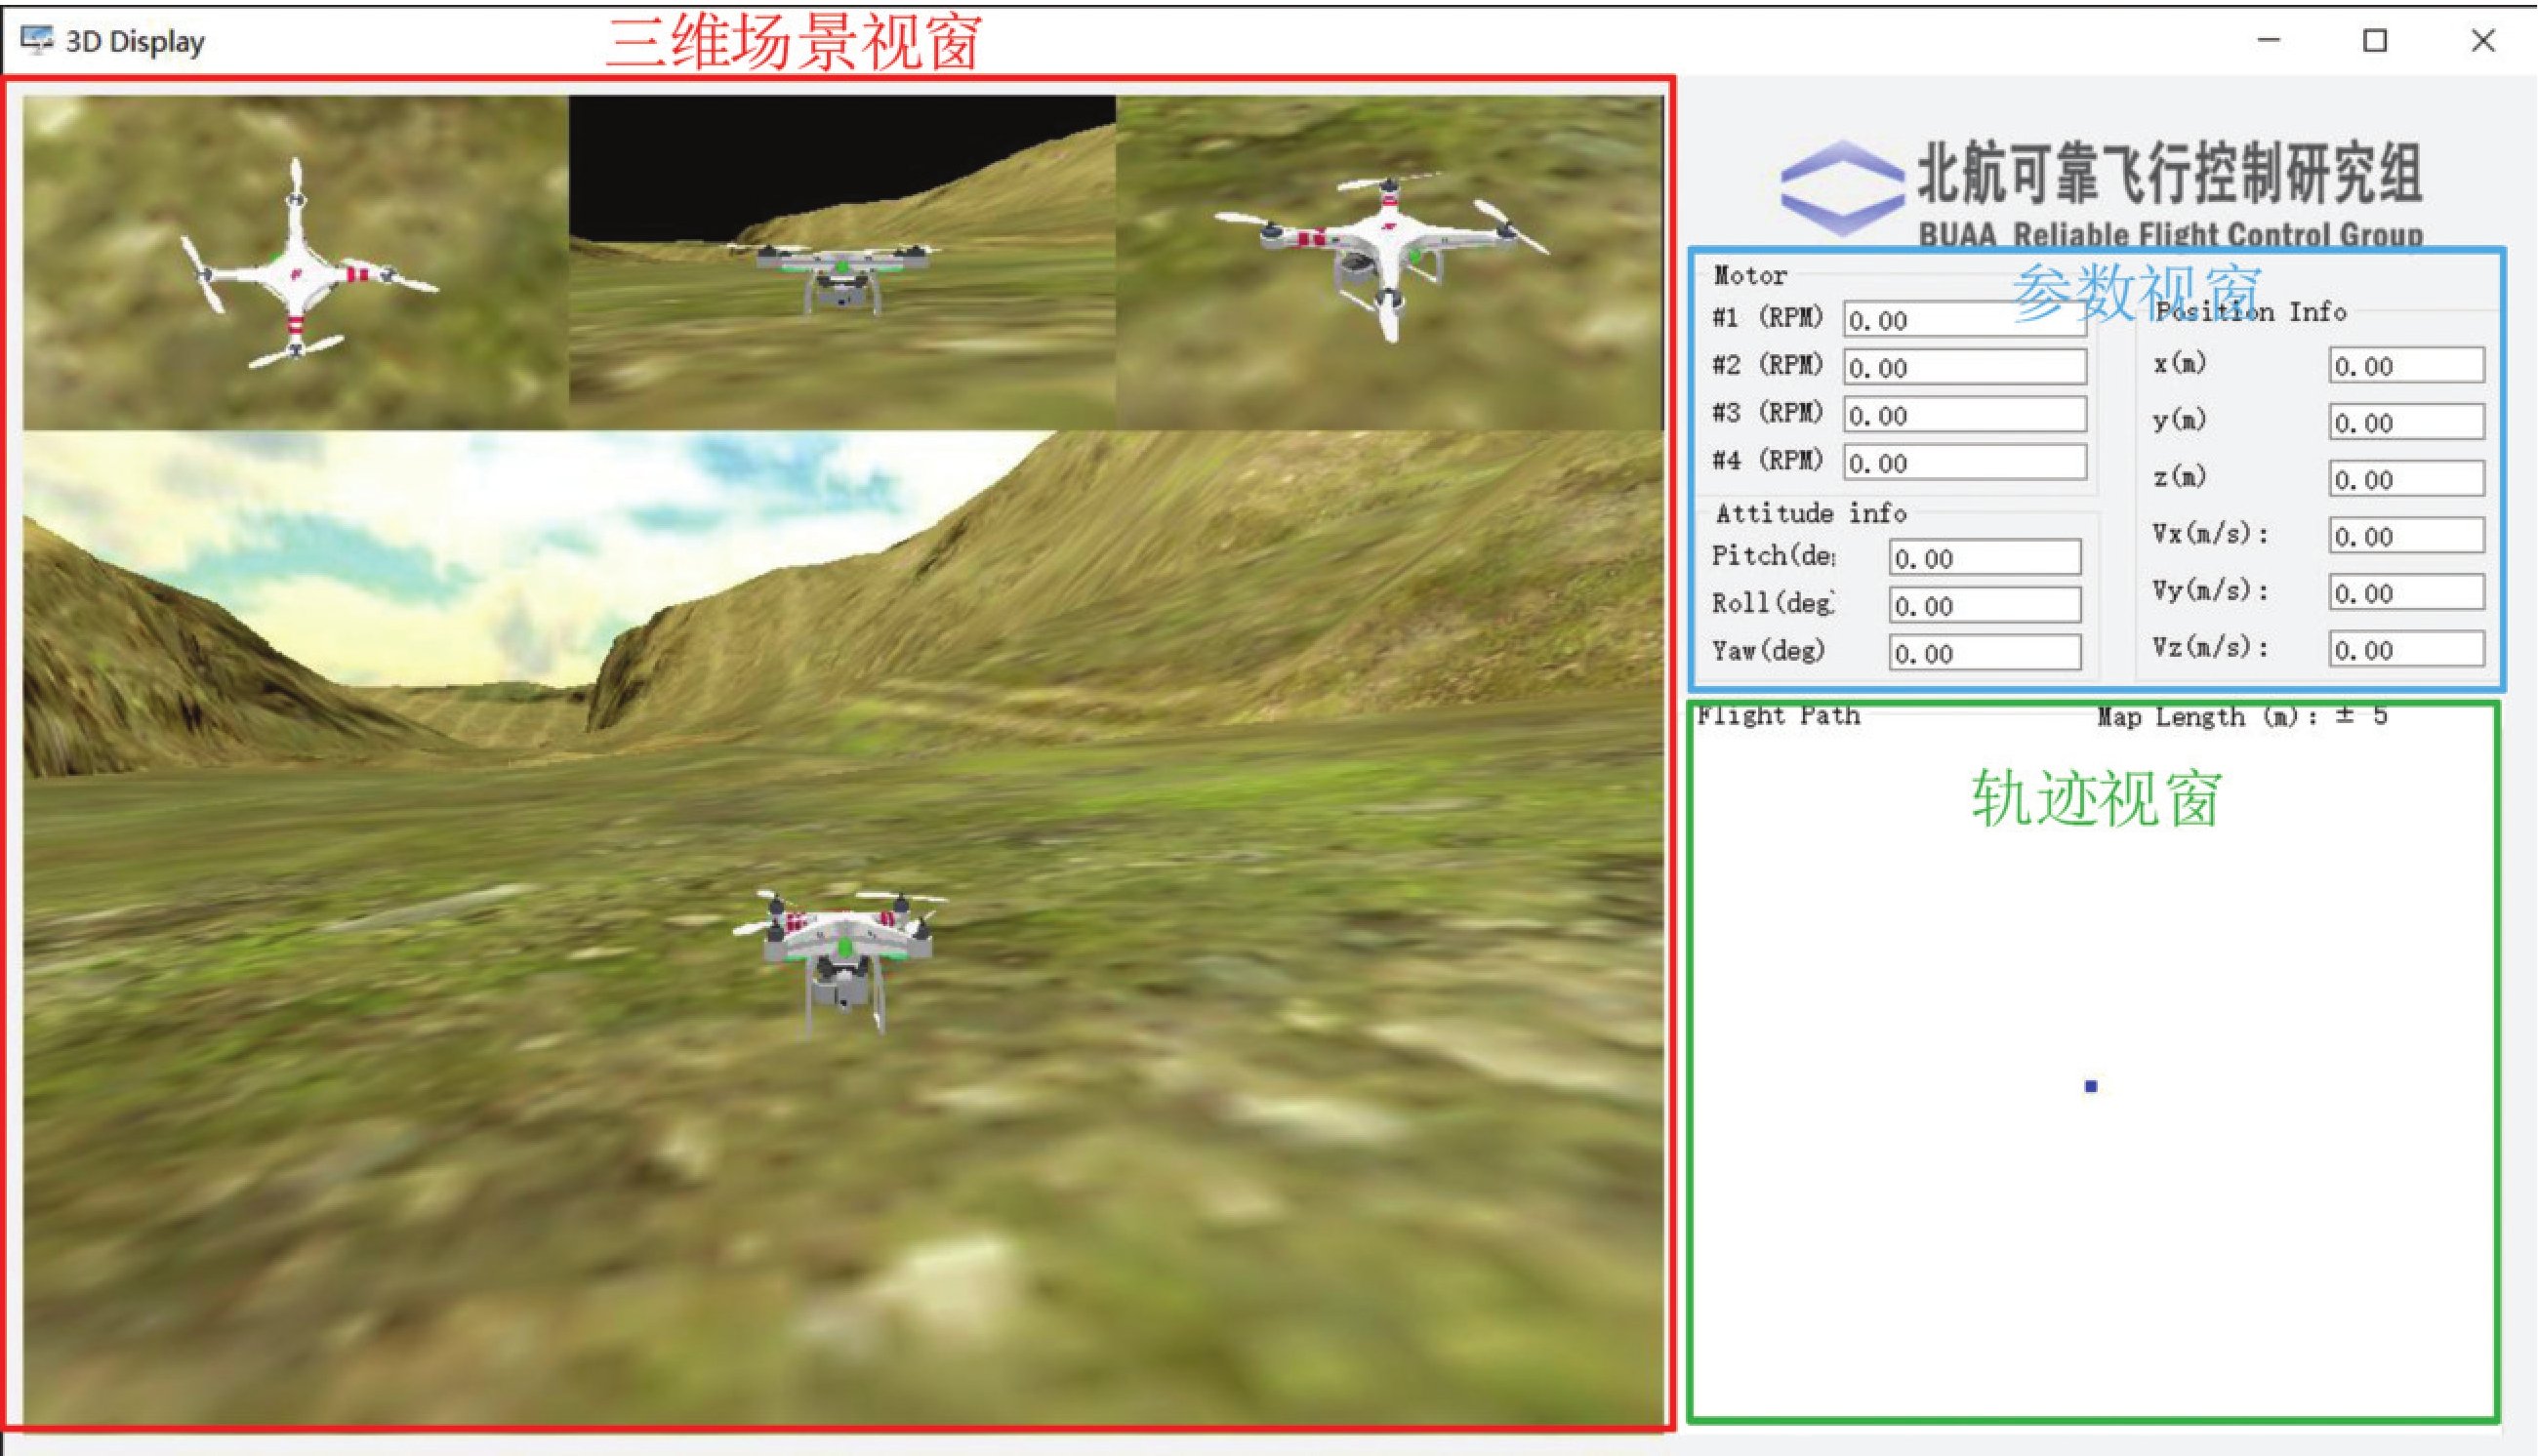 3D Display
三维场景视窗
北航可靠飞行控制研究组
BUAA Reliable Flight Control Group
参数视窗
Motor
#1 (RPM) 0.00
#2 (RPM) 0.00
#3 (RPM) 0.00
#4 (RPM) 0.00
Attitude info
Pitch(de
0.00
Roll(deg 0.00
Yaw(deg) 0.00
Position Info
x(m) 0.00
y(m) 0.00
z(m) 0.00
Vx(m/s): 0.00
Vy(m/s): 0.00
Vz(m/s): 0.00
Flight Path
Map Length (m): ± 5
轨迹视窗